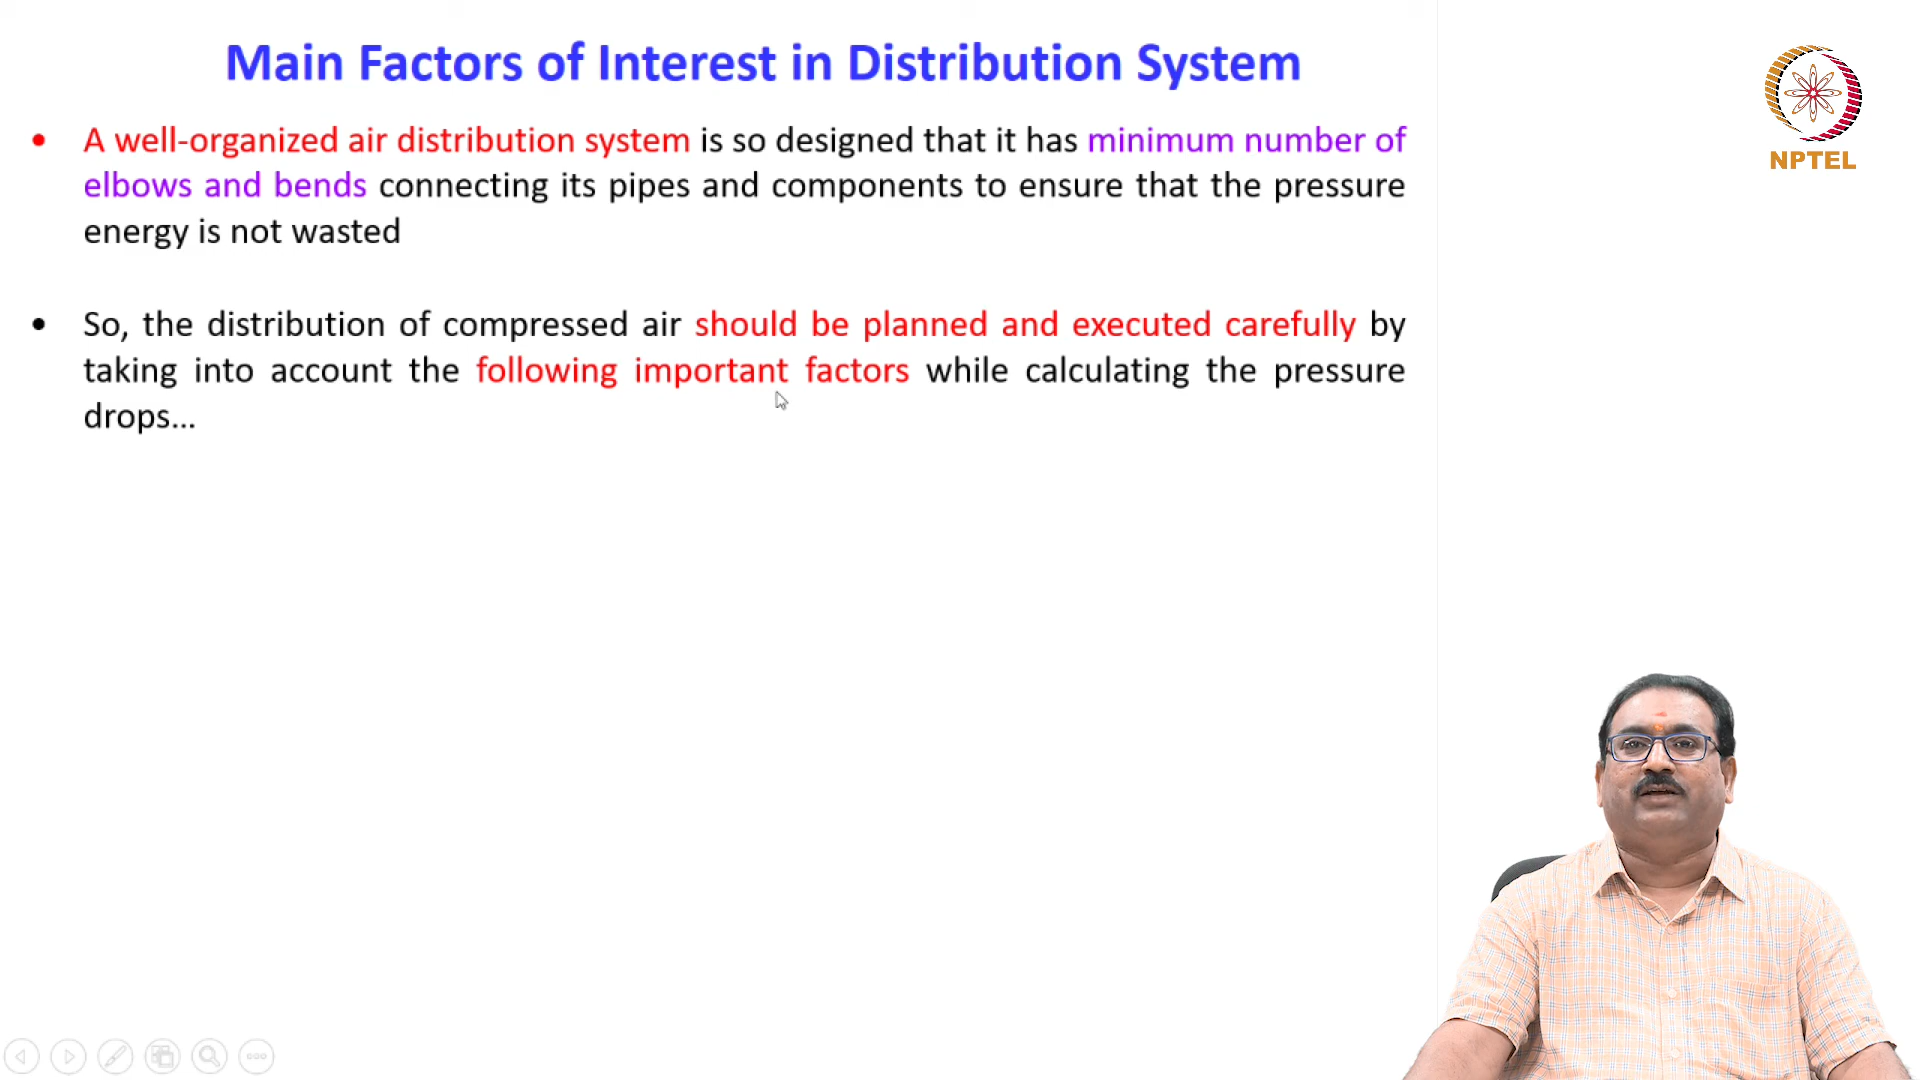 Main Factors of Interest in Distribution System
NPTEL
• A well-organized air distribution system is so designed that it has minimum number of
elbows and bends connecting its pipes and components to ensure that the pressure
energy is not wasted
• So, the distribution of compressed air should be planned and executed carefully by
taking into account the following important factors while calculating the pressure
drops...